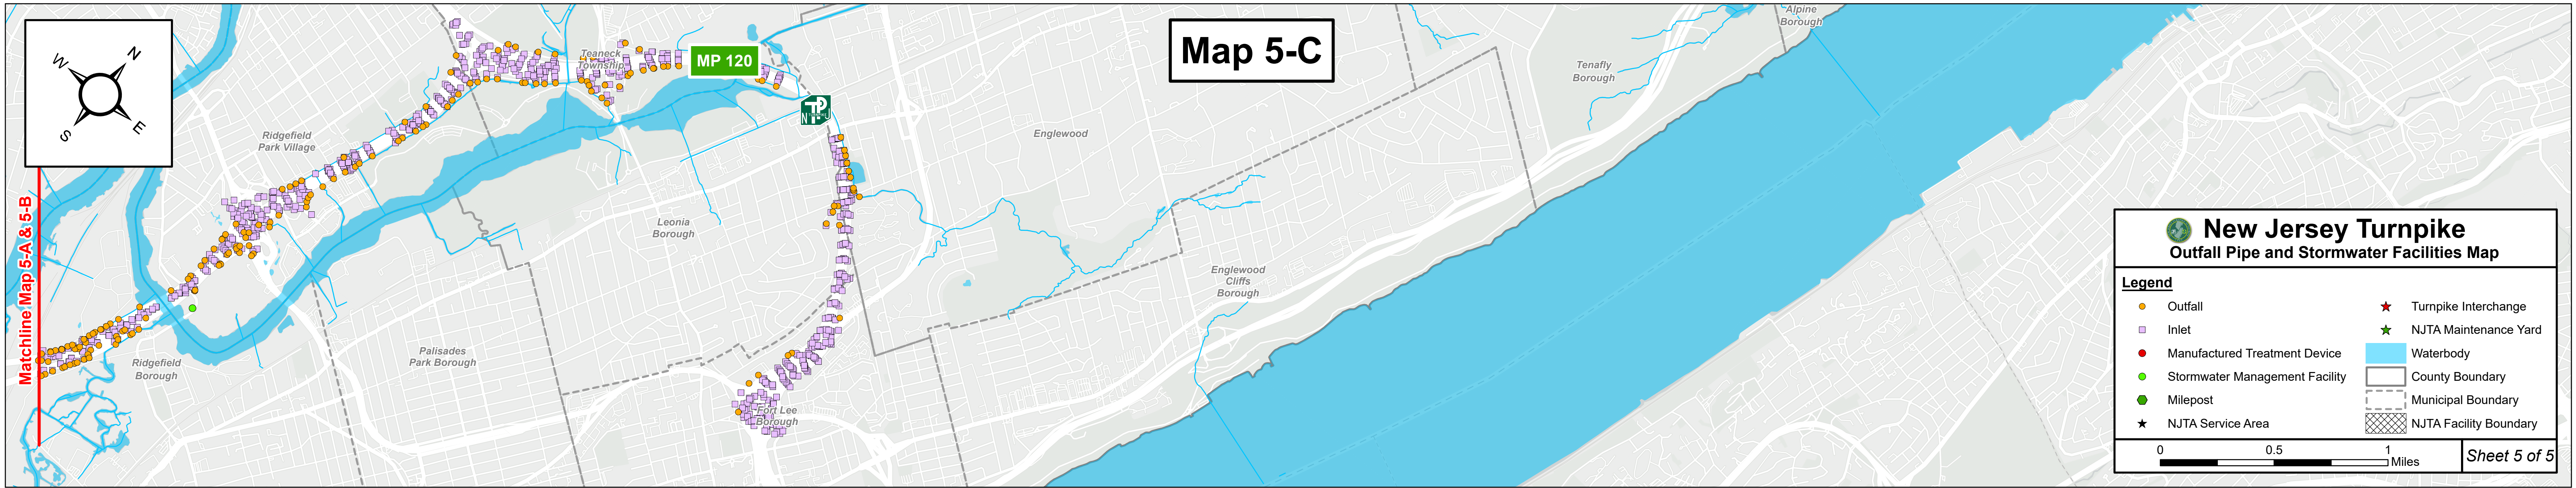 Map 5-C
N
W
E
S
Matchline Map 5-A & 5-B
MP 120
N TP J
Teaneck
Township
Ridgefield
Park Village
Leonia
Borough
Palisades
Park Borough
Ridgefield
Borough
Fort Lee
Borough
Englewood
Englewood
Cliffs
Borough
Tenafly
Borough
Alpine
Borough
New Jersey Turnpike
Outfall Pipe and Stormwater Facilities Map
Legend
Outfall
Inlet
Manufactured Treatment Device
Stormwater Management Facility
Milepost
NJTA Service Area
Turnpike Interchange
NJTA Maintenance Yard
Waterbody
County Boundary
Municipal Boundary
NJTA Facility Boundary
0 0.5 1
Miles
Sheet 5 of 5